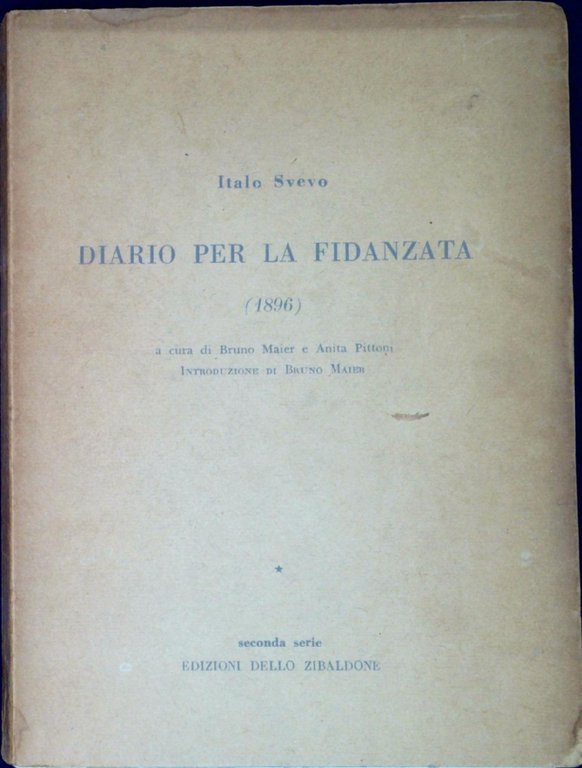 Italo Svevo
DIARIO PER LA FIDANZATA
(1896)
a cura di Bruno Maier e Anita Pittoni
INTRODUZIONE DI BRUNO MAIER
seconda serie
EDIZIONI DELLO ZIBALDONE